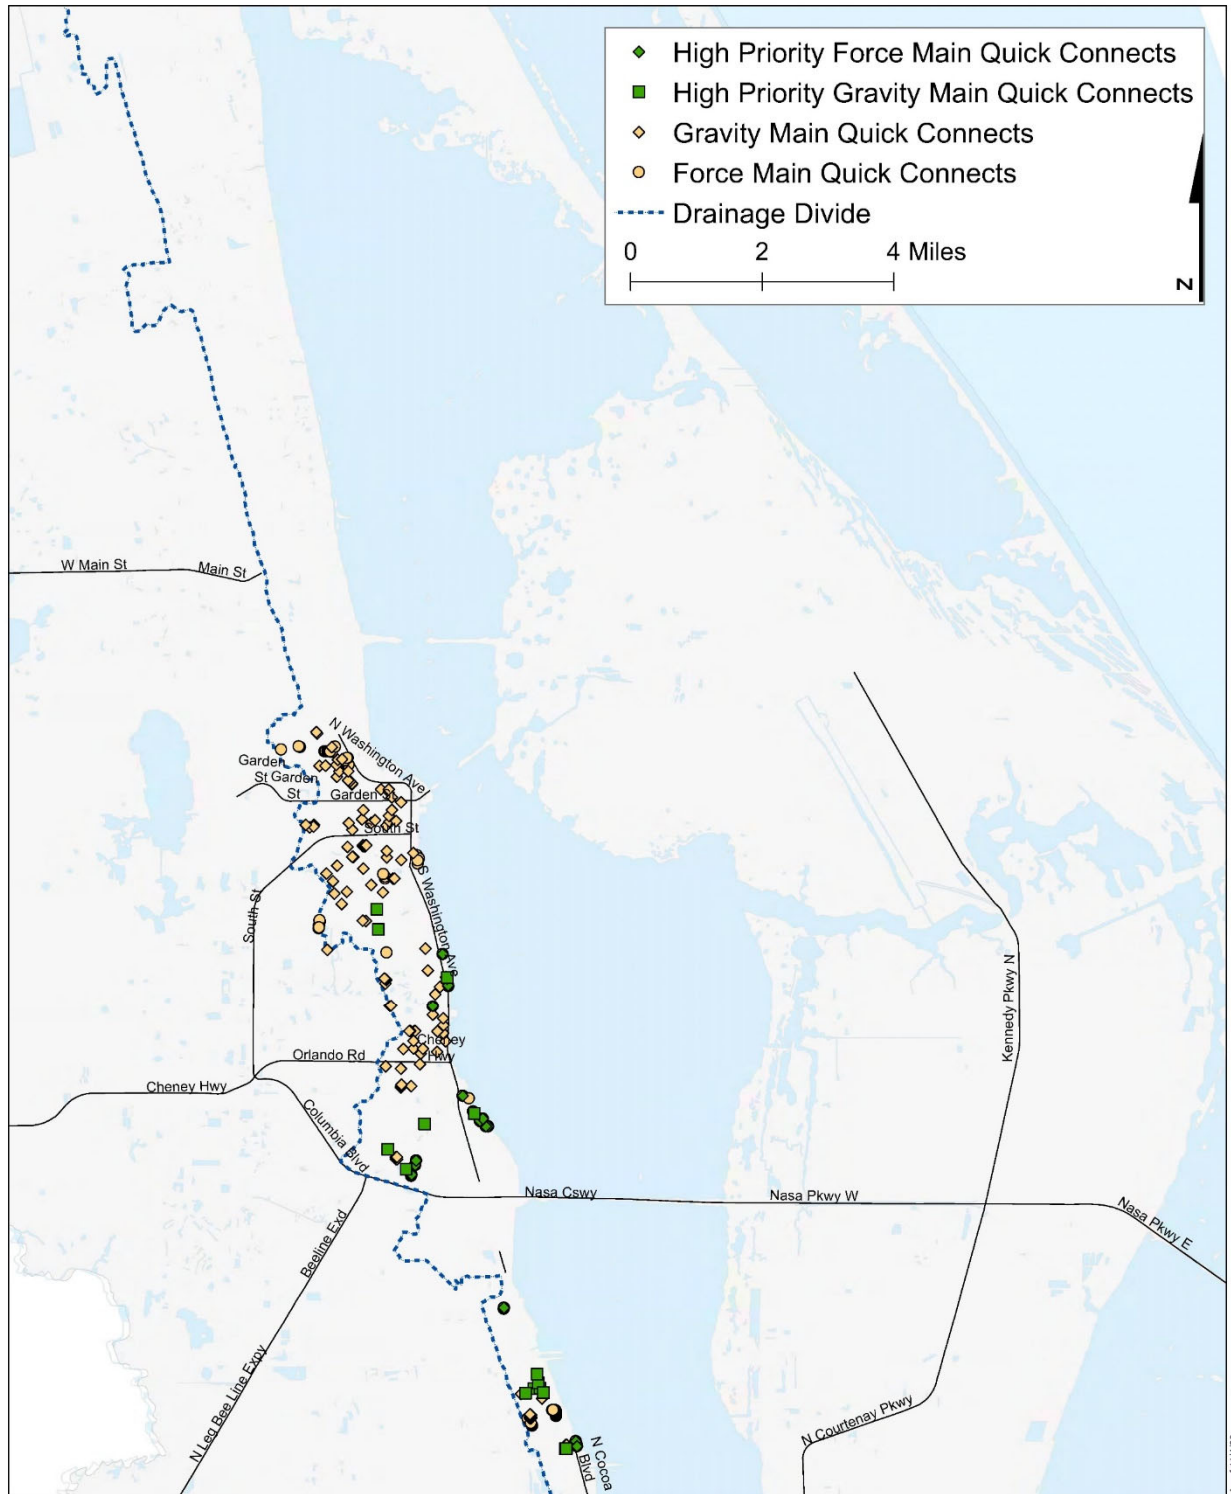 High Priority Force Main Quick Connects
High Priority Gravity Main Quick Connects
Gravity Main Quick Connects
Force Main Quick Connects
Drainage Divide
0 2 4 Miles
N
W Main St
Main St
N Washington Ave
Garden
St
Garden
St
Garden St
South St
S Washington Ave
South St
Kennedy Pkwy N
Cheney
Hwy
Orlando Rd
Cheney Hwy
Columbia Blvd
Nasa Cswy
Nasa Pkwy W
Nasa Pkwy E
Beeline Exd
N Leg Bee Line Expy
N Courtenay Pkwy
N Cocoa
Blvd